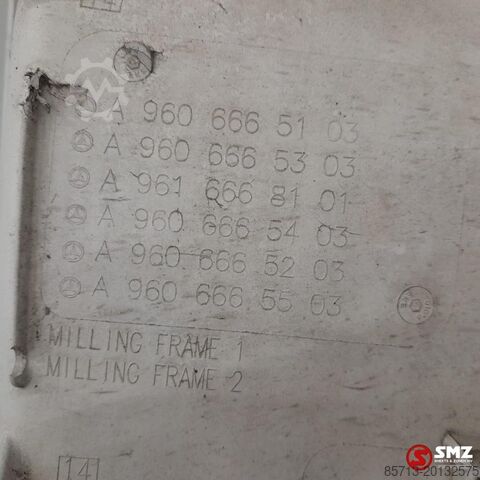 14
A 960 666 51 03
A 960 666 53 03
A 961 666 81 01
A 960 666 54 03
A 960 666 52 03
A 960 666 55 03
MILLING FRAME 1
MILLING FRAME 2
14
SMZ
85713-20132575